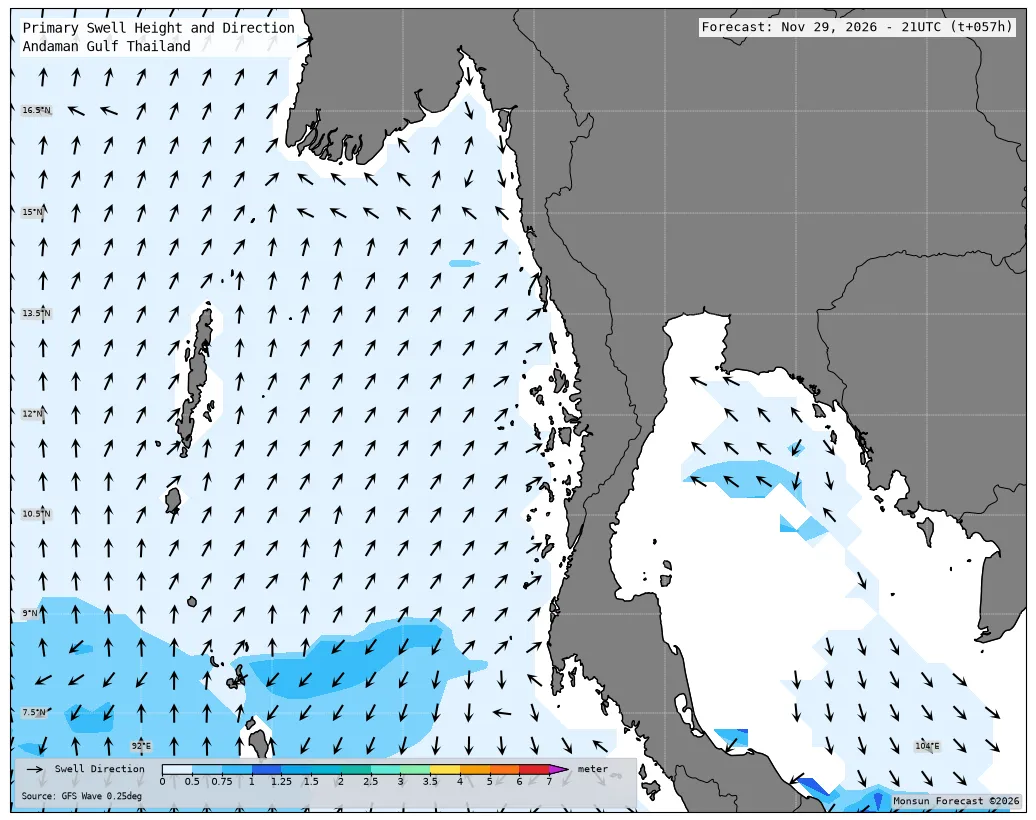 Primary Swell Height and Direction
Andaman Gulf Thailand
Forecast: Nov 29, 2026 - 21UTC (t+057h)
16.5°N
15°N
13.5°N
12°N
10.5°N
9°N
7.5°N
92°E
104°E
Swell Direction
0 0.5 0.75 1 1.25 1.5 2 2.5 3 3.5 4 5 6 7
meter
Source: GFS Wave 0.25deg
Monsun Forecast ©2026